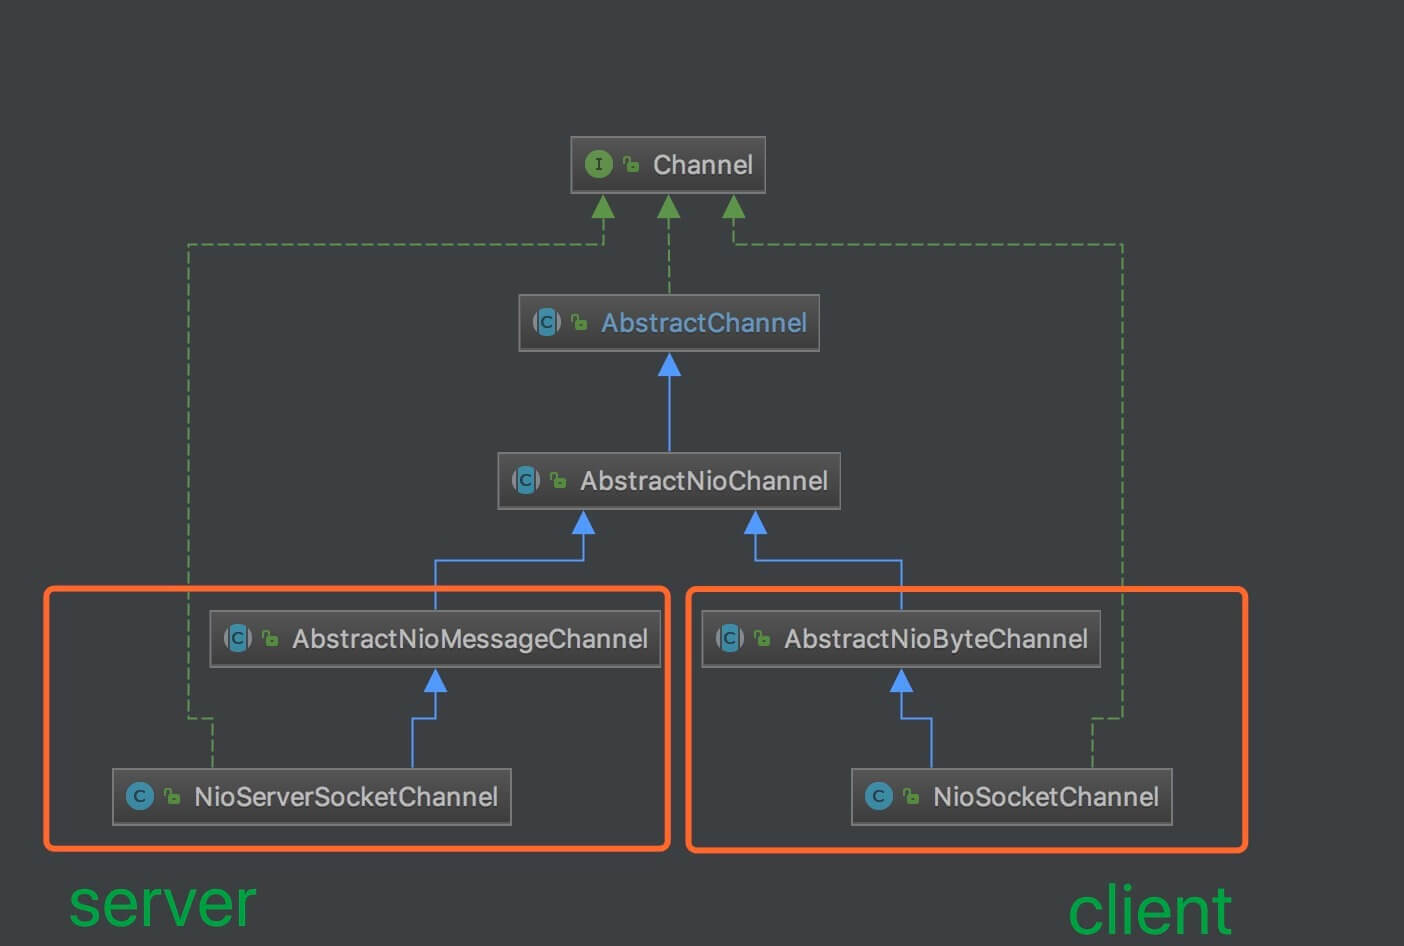 I Channel
C AbstractChannel
C AbstractNioChannel
C AbstractNioMessageChannel
C AbstractNioByteChannel
C NioServerSocketChannel
C NioSocketChannel
server
client